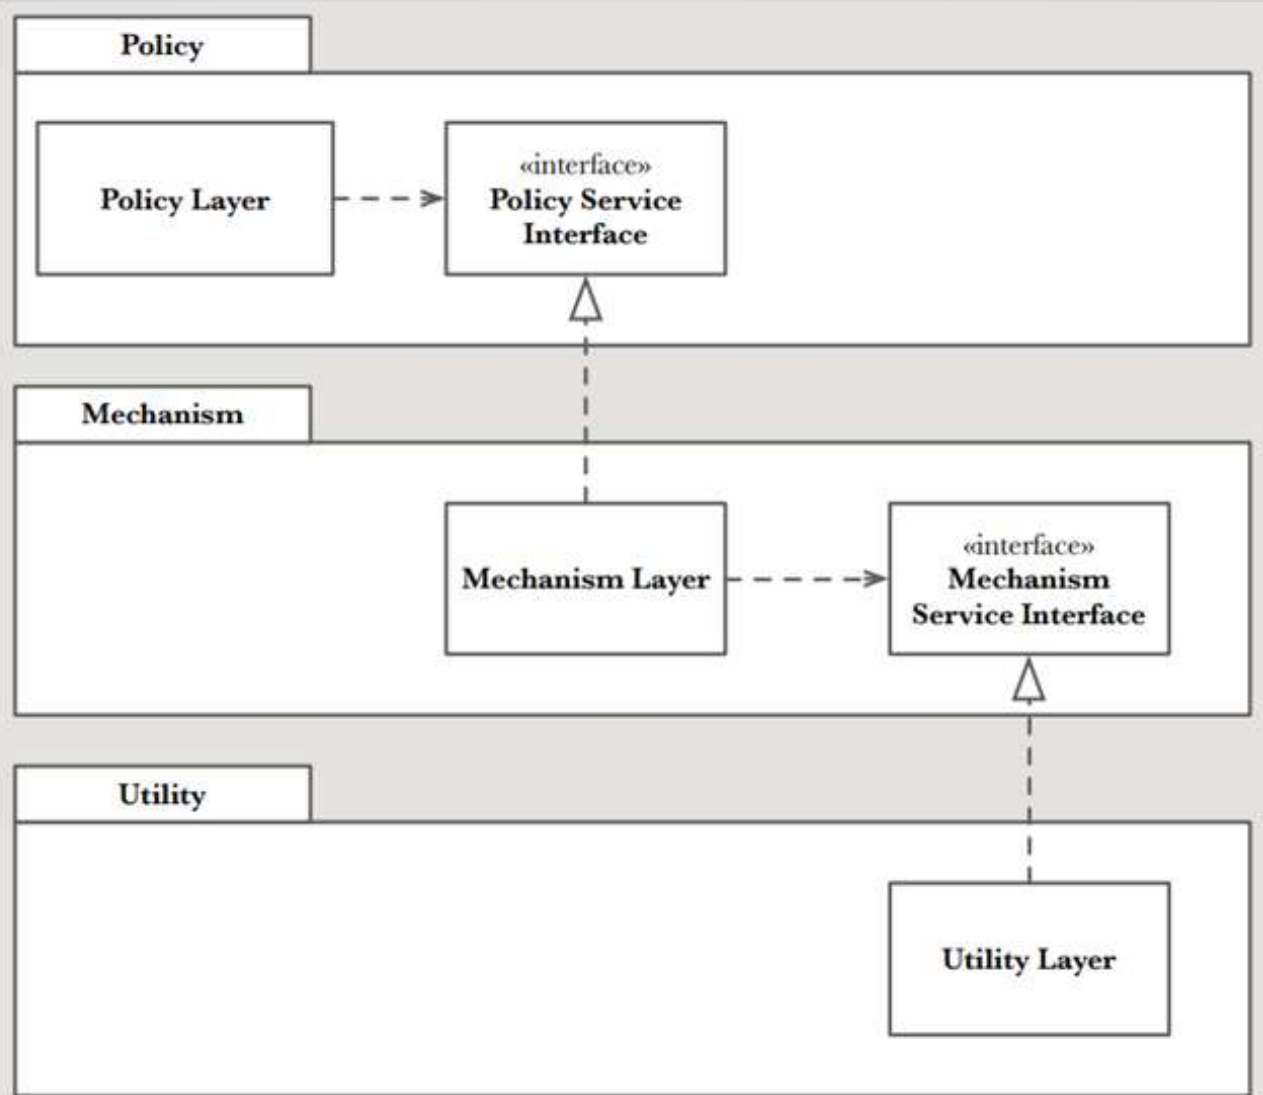 Policy
Policy Layer
«interface»
Policy Service
Interface
Mechanism
Mechanism Layer
«interface»
Mechanism
Service Interface
Utility
Utility Layer